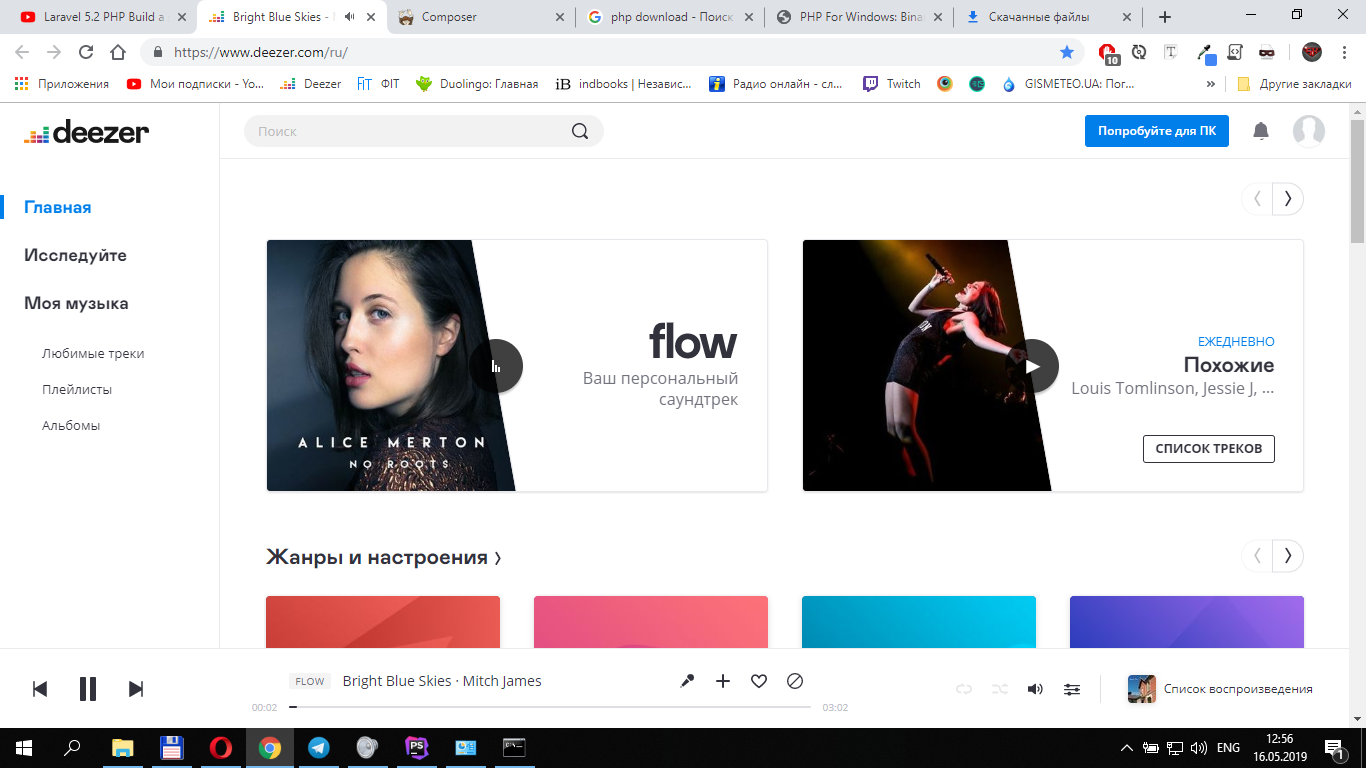 Laravel 5.2 PHP Build a
Bright Blue Skies -
Composer
php download - Поиск
PHP For Windows: Bina
Скачанные файлы
https://www.deezer.com/ru/
10
Приложения
Мои подписки - Yo...
Deezer
FIT ФІТ
Duolingo: Главная
iB indbooks | Независ...
Радио онлайн - сл...
Twitch
GISMETEO.UA: Пог...
»
Другие закладки
deezer
Поиск
Попробуйте для ПК
Главная
Исследуйте
Моя музыка
Любимые треки
Плейлисты
Альбомы
ALICE MERTON
NO ROOTS
flow
Ваш персональный
саундтрек
ЕЖЕДНЕВНО
Похожие
Louis Tomlinson, Jessie J, ...
СПИСОК ТРЕКОВ
Жанры и настроения ›
FLOW
Bright Blue Skies · Mitch James
00:02
03:02
Список воспроизведения
PS
ENG
12:56
16.05.2019
1